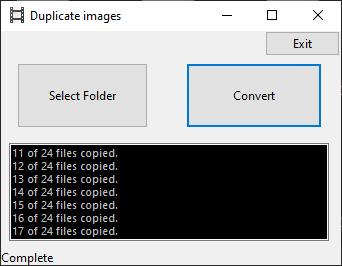 Duplicate images
Exit
Select Folder
Convert
11 of 24 files copied.
12 of 24 files copied.
13 of 24 files copied.
14 of 24 files copied.
15 of 24 files copied.
16 of 24 files copied.
17 of 24 files copied.
Complete